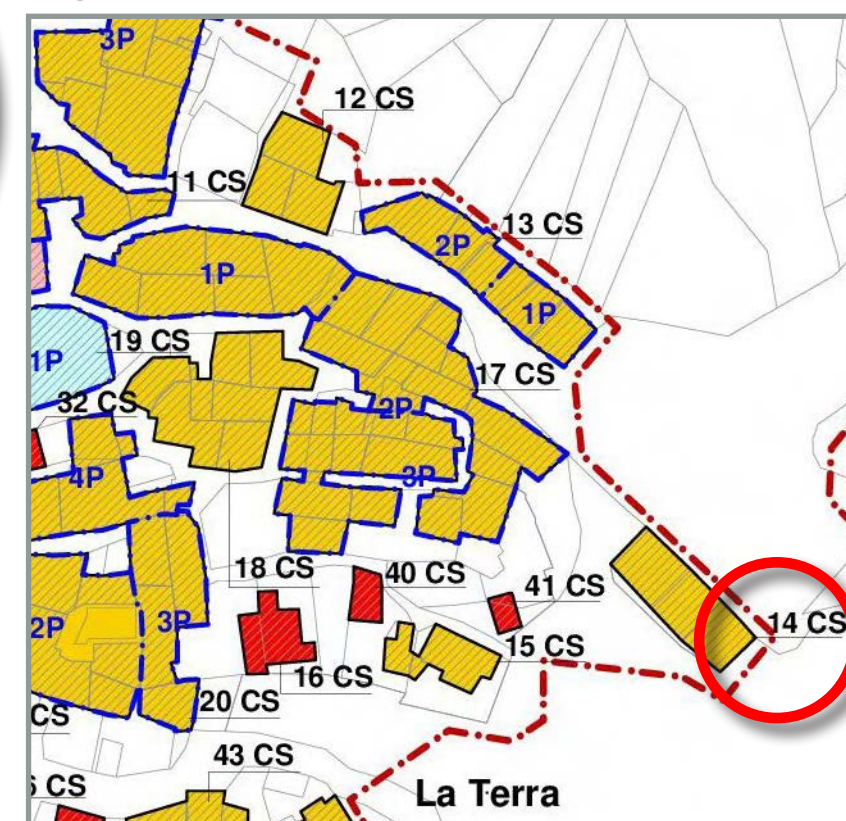 3P
12 CS
11 CS
13 CS
2P
1P
1P
19 CS
1P
17 CS
32 CS
2P
4P
3P
18 CS
40 CS
41 CS
2P
3P
14 CS
15 CS
16 CS
20 CS
CS
43 CS
6 CS
La Terra